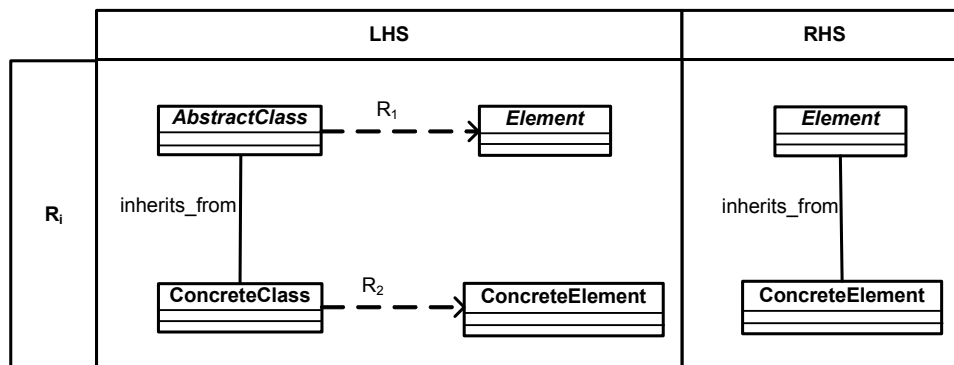 LHS
RHS
AbstractClass
R1
Element
Element
inherits_from
inherits_from
Ri
ConcreteClass
R2
ConcreteElement
ConcreteElement